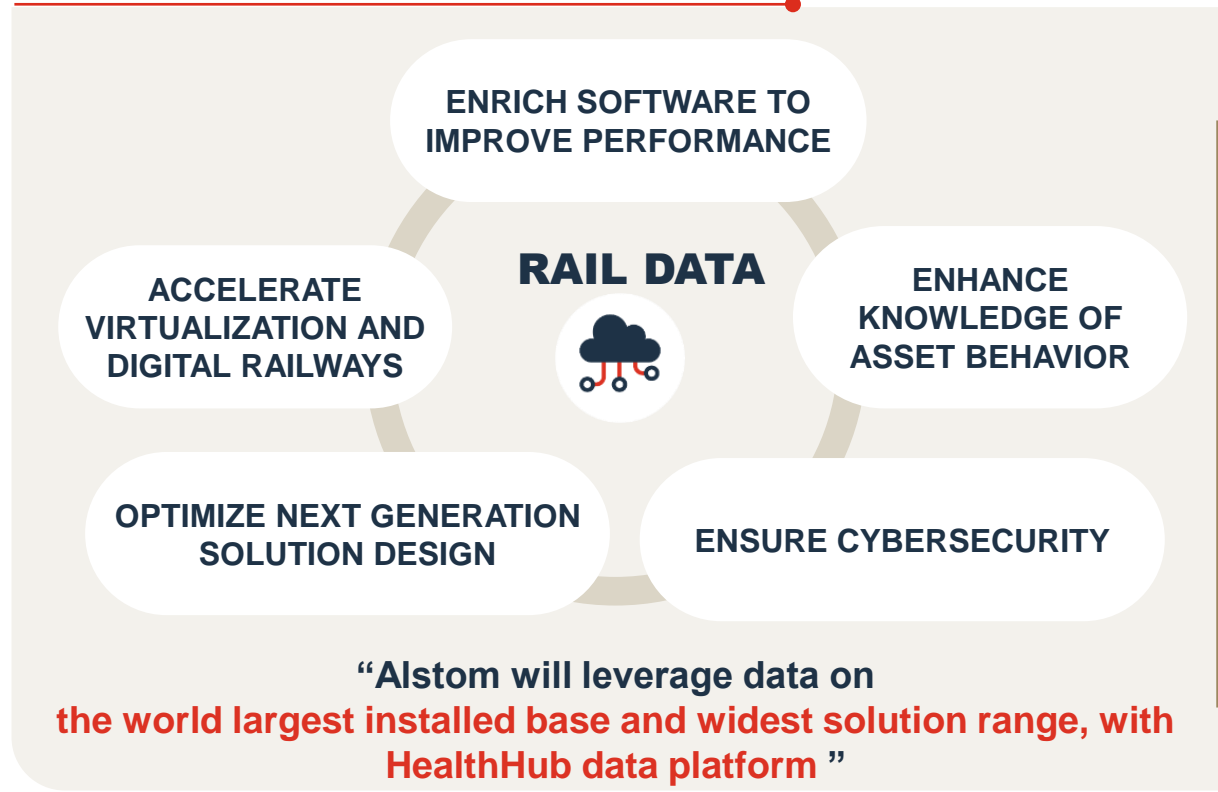 ENRICH SOFTWARE TO
IMPROVE PERFORMANCE
RAIL DATA
ENHANCE
KNOWLEDGE OF
ASSET BEHAVIOR
ACCELERATE
VIRTUALIZATION AND
DIGITAL RAILWAYS
OPTIMIZE NEXT GENERATION
SOLUTION DESIGN
ENSURE CYBERSECURITY
“Alstom will leverage data on
the world largest installed base and widest solution range, with
HealthHub data platform ”